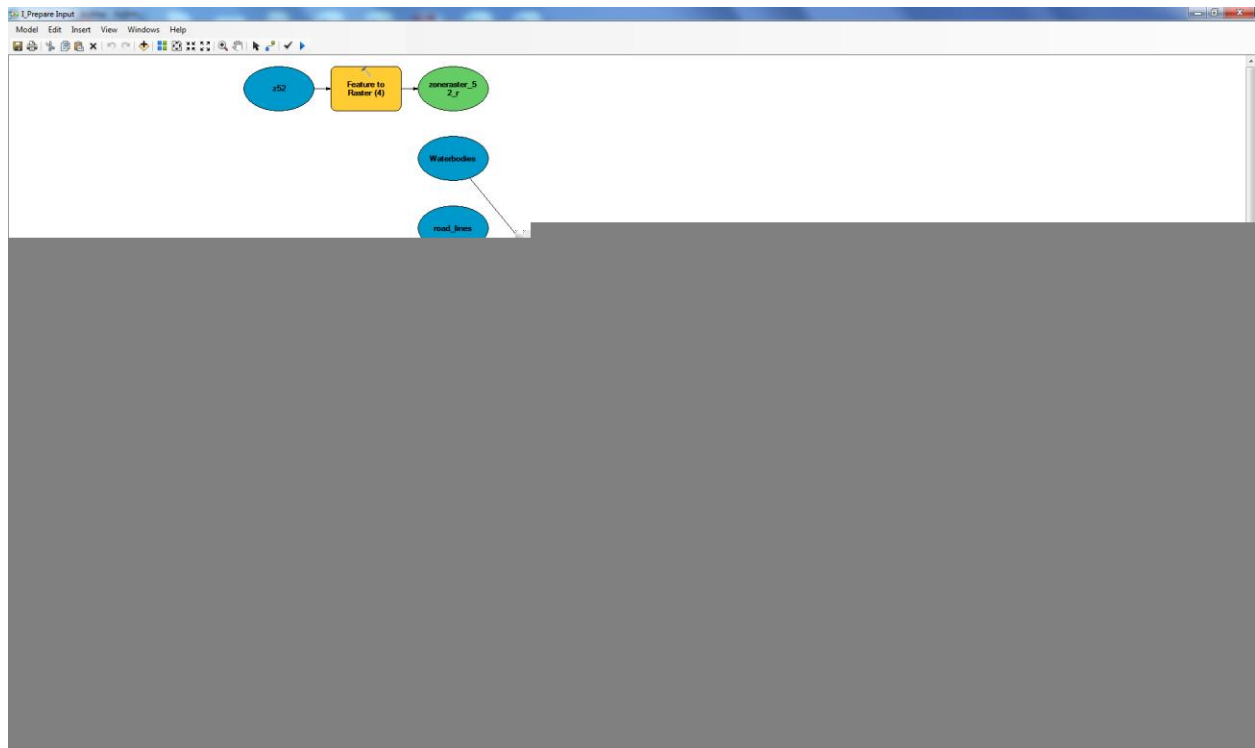 I_Prepare Input
Model Edit Insert View Windows Help
z52
Feature to
Raster (4)
zoneraster_5
2_r
Waterbodies
road_lines